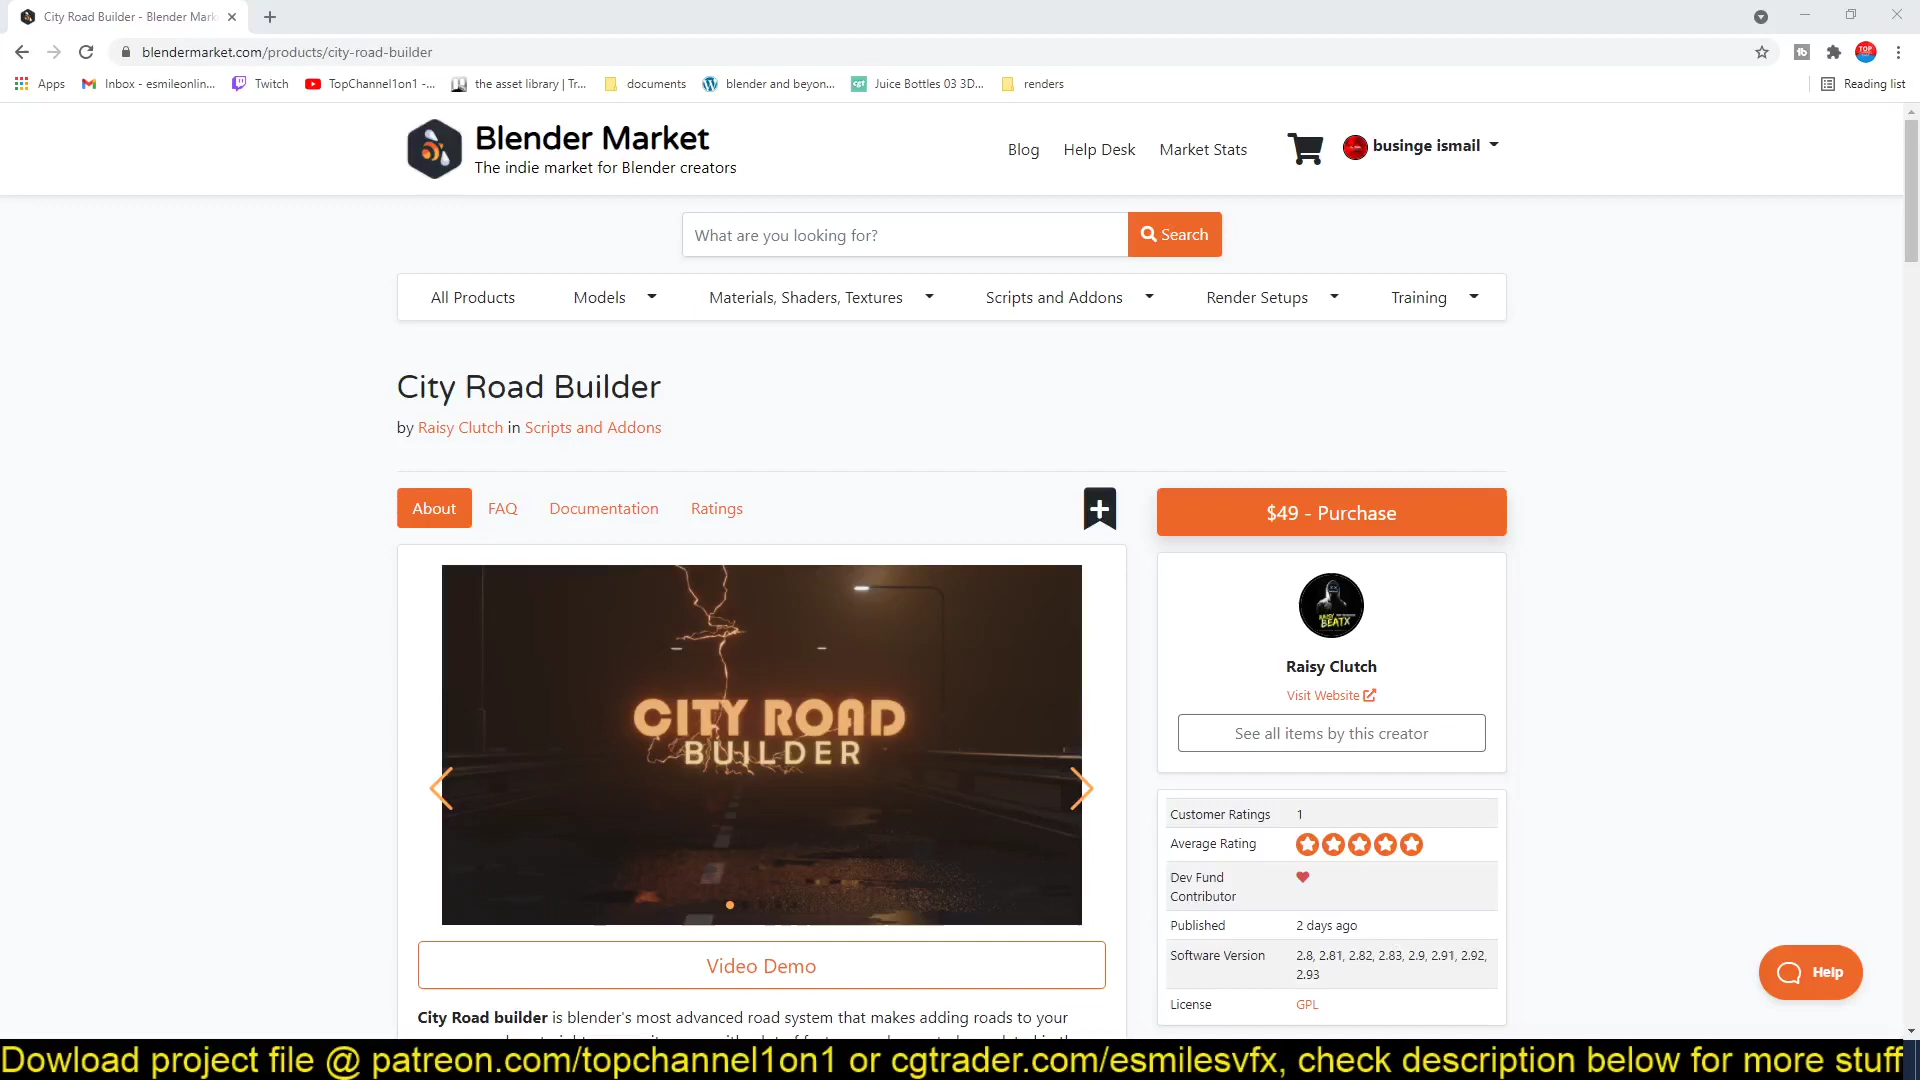 City Road Builder - Blender Mark
blendermarket.com/products/city-road-builder
Apps
Inbox - esmileonlin...
Twitch
TopChannel1on1 -...
the asset library | Tr...
documents
blender and beyon...
cgt
Juice Bottles 03 3D...
renders
Reading list
Blender Market
The indie market for Blender creators
Blog
Help Desk
Market Stats
businge ismail
What are you looking for?
Search
All Products
Models
Materials, Shaders, Textures
Scripts and Addons
Render Setups
Training
City Road Builder
by Raisy Clutch in Scripts and Addons
About
FAQ
Documentation
Ratings
$49 - Purchase
CITY ROAD
BUILDER
RAISY
BEATX
Raisy Clutch
Visit Website
See all items by this creator
Customer Ratings 1
Average Rating
Dev Fund
Contributor
Published 2 days ago
Software Version 2.8, 2.81, 2.82, 2.83, 2.9, 2.91, 2.92,
2.93
License GPL
Video Demo
City Road builder is blender's most advanced road system that makes adding roads to your
Help
Dowload project file @ patreon.com/topchannel1on1 or cgtrader.com/esmilesvfx, check description below for more stuff